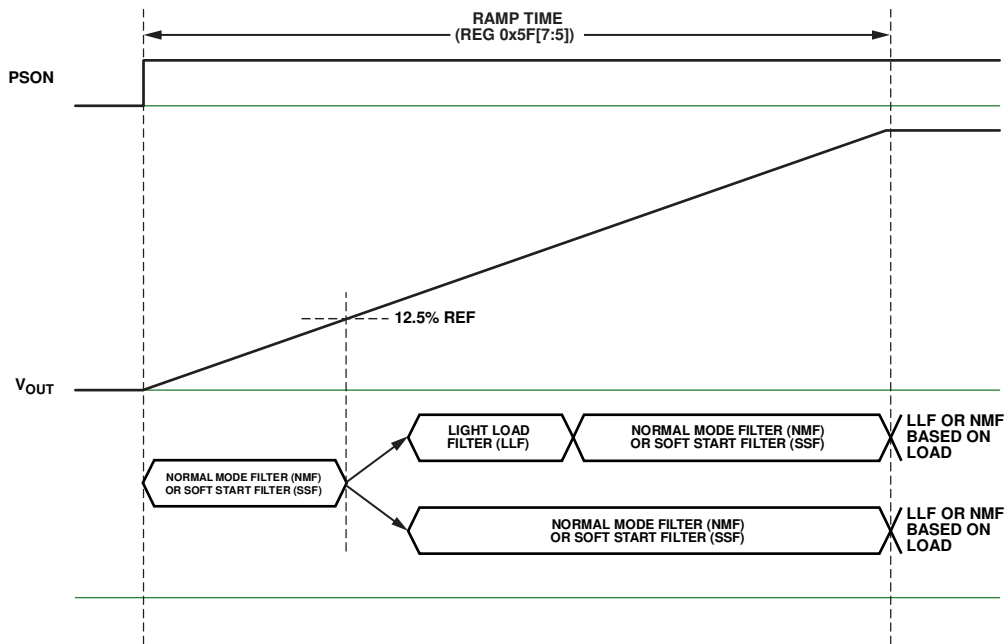 RAMP TIME
(REG 0x5F[7:5])
PSON
12.5% REF
VOUT
LIGHT LOAD
FILTER (LLF)
NORMAL MODE FILTER (NMF)
OR SOFT START FILTER (SSF)
LLF OR NMF
BASED ON
LOAD
NORMAL MODE FILTER (NMF)
OR SOFT START FILTER (SSF)
NORMAL MODE FILTER (NMF)
OR SOFT START FILTER (SSF)
LLF OR NMF
BASED ON
LOAD